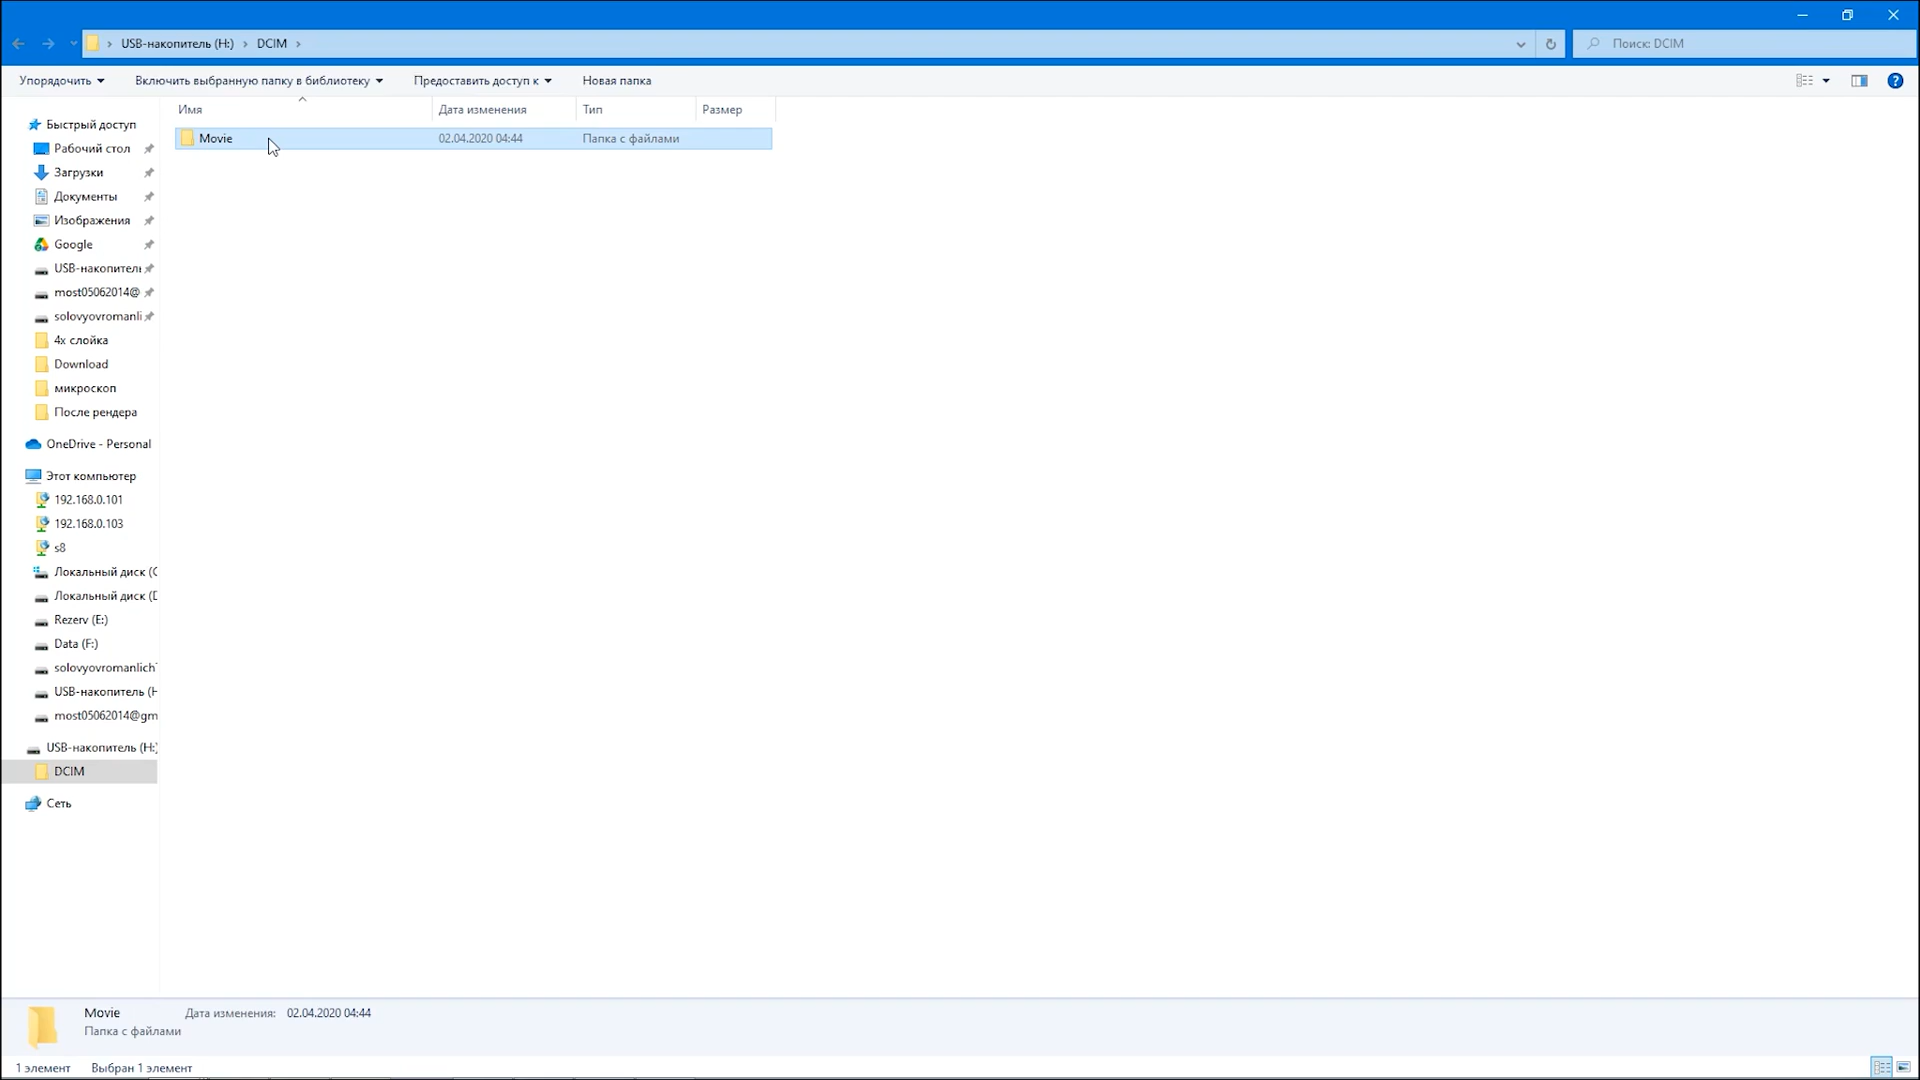 USB-накопитель (H:) DCIM
Поиск: DCIM
Упорядочить Включить выбранную папку в библиотеку Предоставить доступ к Новая папка
Имя Дата изменения Тип Размер
Movie 02.04.2020 04:44 Папка с файлами
Быстрый доступ
Рабочий стол
Загрузки
Документы
Изображения
Google
USB-накопитель
most05062014@
solovyovromanli
4х слойка
Download
микроскоп
После рендера
OneDrive - Personal
Этот компьютер
192.168.0.101
192.168.0.103
s8
Локальный диск (C
Локальный диск (D
Rezerv (E:)
Data (F:)
solovyovromanlich
USB-накопитель (H
most05062014@gm
USB-накопитель (H:)
DCIM
Сеть
Movie Дата изменения: 02.04.2020 04:44
Папка с файлами
1 элемент Выбран 1 элемент